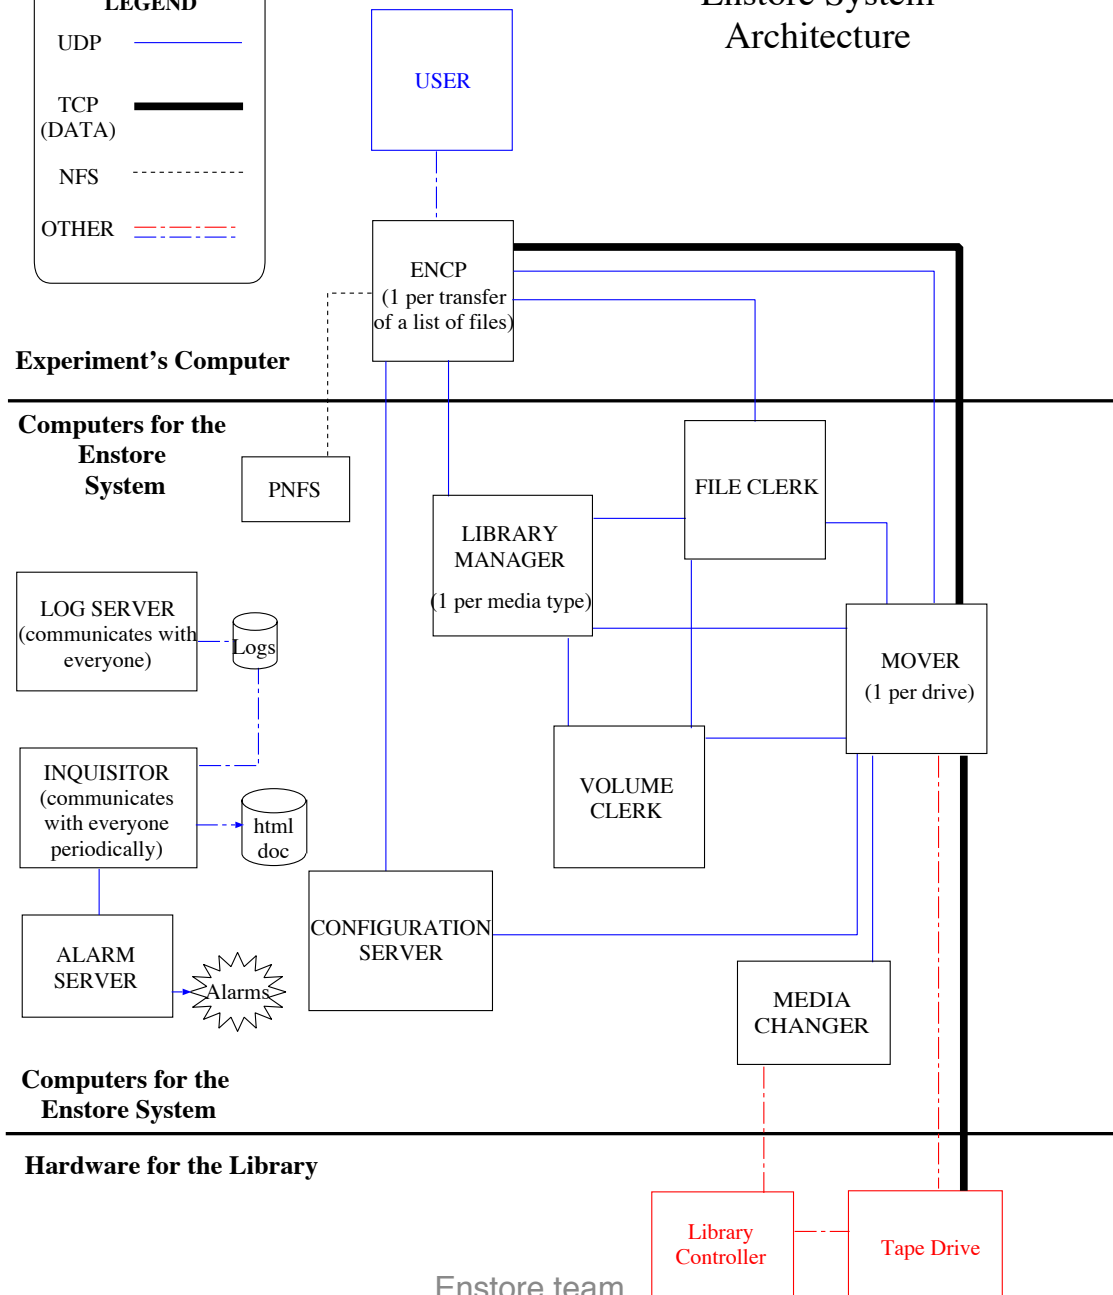 LEGEND
UDP
TCP
(DATA)
NFS
OTHER
Enstore System
Architecture
USER
ENCP
(1 per transfer
of a list of files)
Experiment's Computer
Computers for the
Enstore
System
PNFS
FILE CLERK
LIBRARY
MANAGER
(1 per media type)
LOG SERVER
(communicates with
everyone)
Logs
MOVER
(1 per drive)
INQUISITOR
(communicates
with everyone
periodically)
html
doc
VOLUME
CLERK
CONFIGURATION
SERVER
ALARM
SERVER
Alarms
MEDIA
CHANGER
Computers for the
Enstore System
Hardware for the Library
Library
Controller
Tape Drive
Enstore team